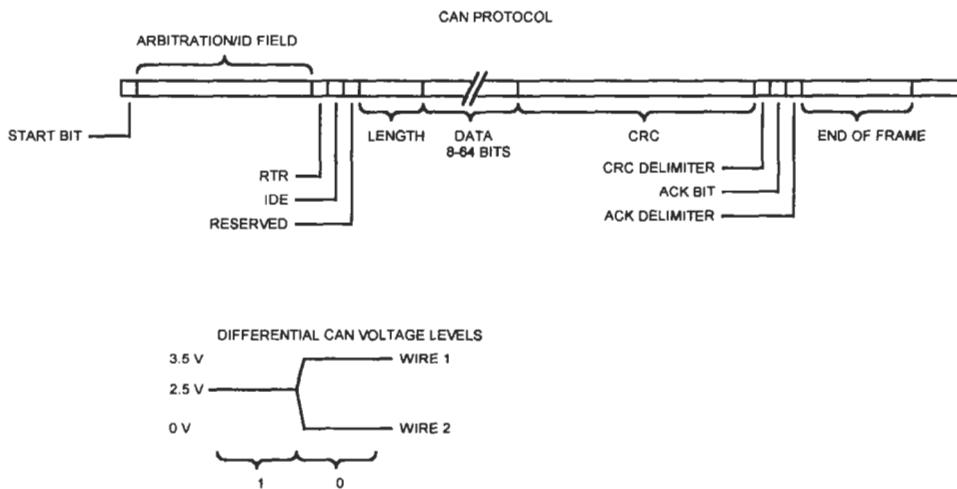 CAN PROTOCOL
ARBITRATION/ID FIELD
START BIT
LENGTH
DATA
8-64 BITS
CRC
END OF FRAME
RTR
IDE
RESERVED
CRC DELIMITER
ACK BIT
ACK DELIMITER
DIFFERENTIAL CAN VOLTAGE LEVELS
3.5 V
WIRE 1
2.5 V
0 V
WIRE 2
1
0